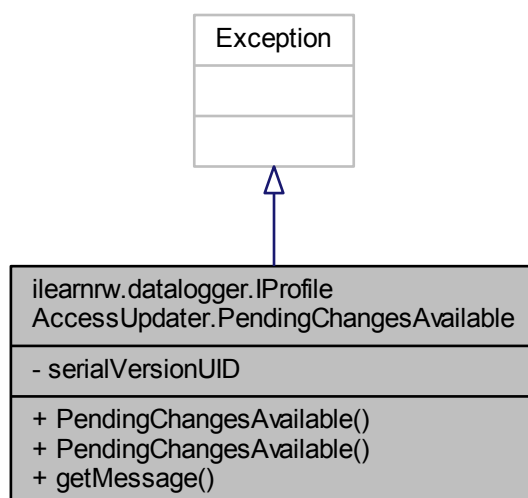 Exception
ilearnrw.datalogger.IProfile
AccessUpdater.PendingChangesAvailable
- serialVersionUID
+ PendingChangesAvailable()
+ PendingChangesAvailable()
+ getMessage()